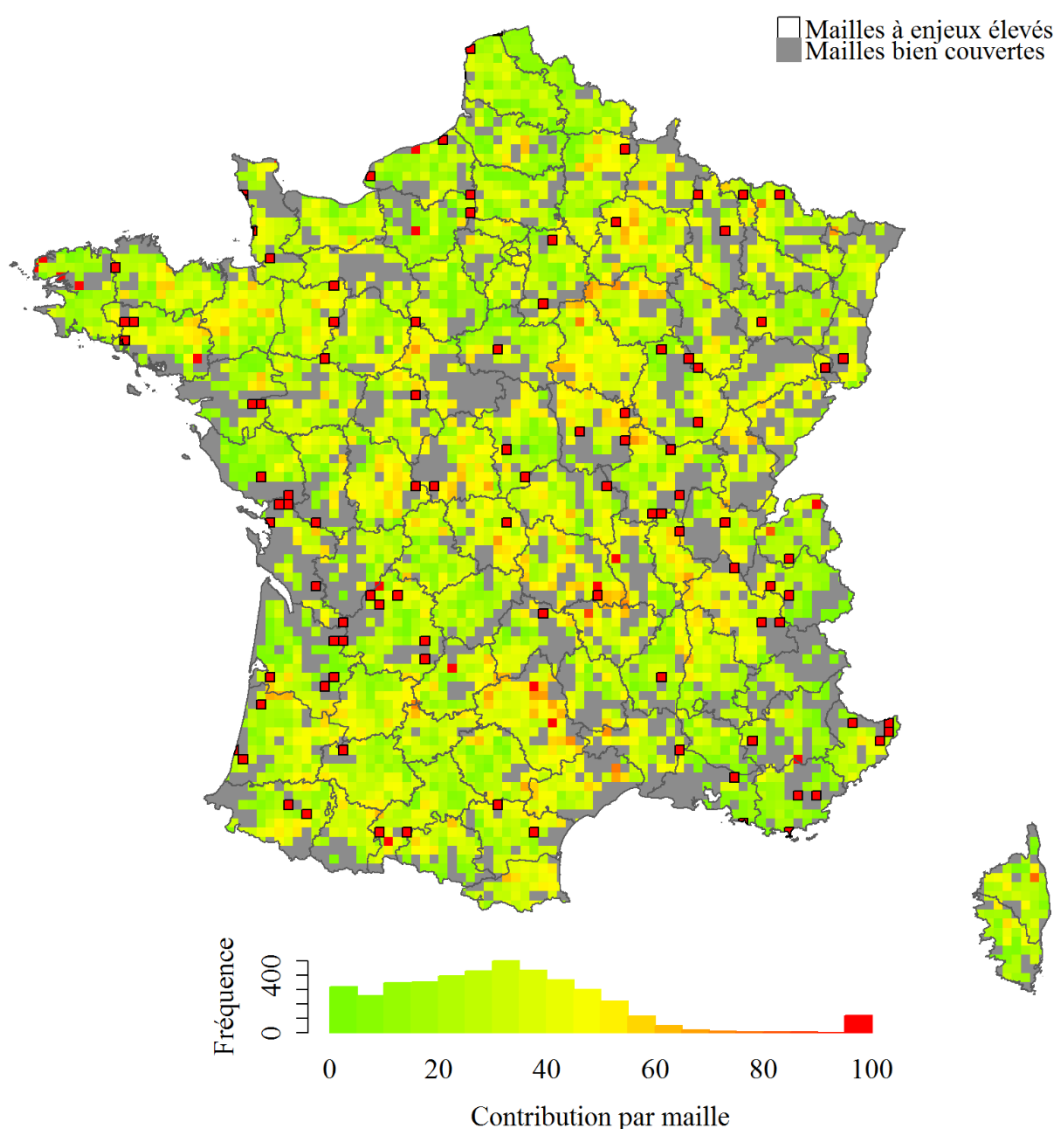 Mailles à enjeux élevés
Mailles bien couvertes
Fréquence
400
0
0 20 40 60 80 100
Contribution par maille